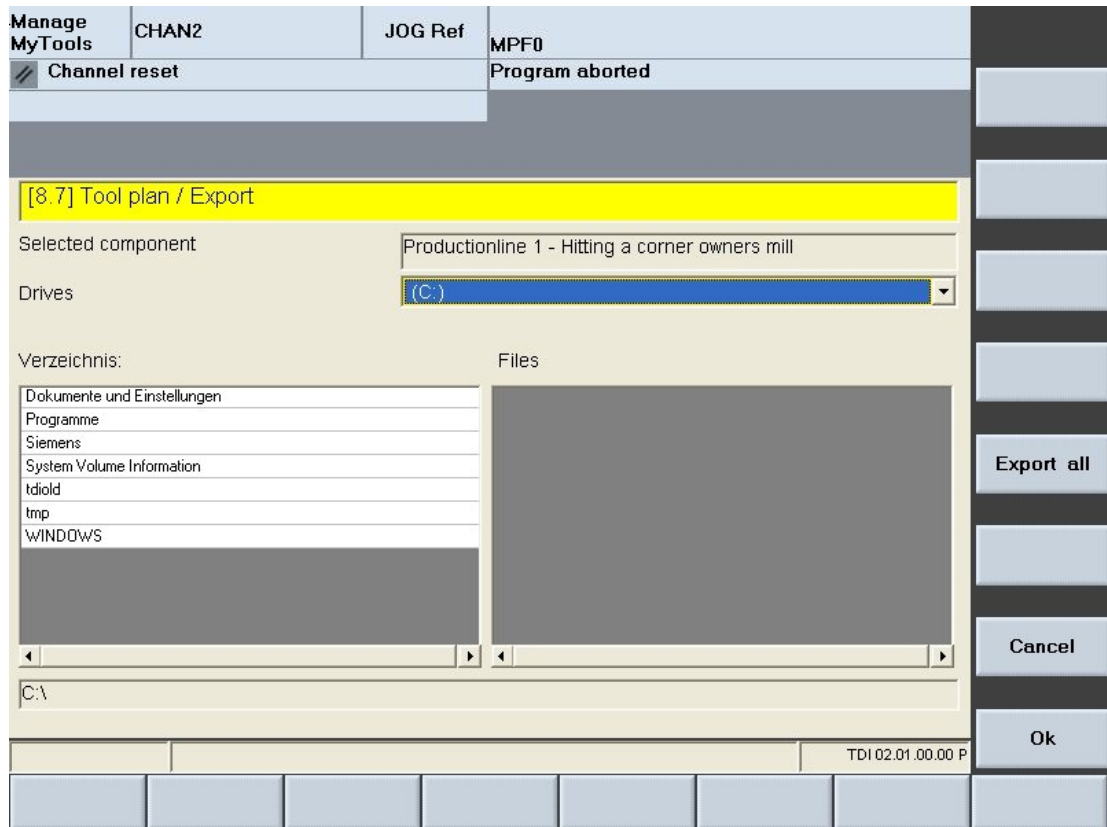 Manage
MyTools
CHAN2
JOG Ref
MPF0
Channel reset
Program aborted
[8.7] Tool plan / Export
Selected component
Productionline 1 - Hitting a corner owners mill
Drives
(C:)
Verzeichnis:
Files
Dokumente und Einstellungen
Programme
Siemens
System Volume Information
tdiold
tmp
WINDOWS
Export all
Cancel
C:\
Ok
TDI 02.01.00.00 P